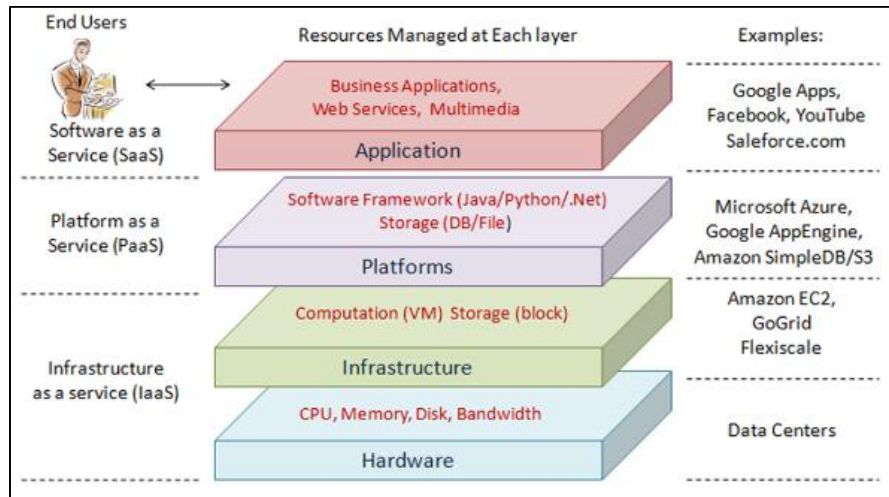 End Users
Resources Managed at Each layer
Examples:
Business Applications,
Web Services, Multimedia
Application
Software as a
Service (SaaS)
Google Apps,
Facebook, YouTube
Saleforce.com
Software Framework (Java/Python/.Net)
Storage (DB/File)
Platforms
Platform as a
Service (PaaS)
Microsoft Azure,
Google AppEngine,
Amazon SimpleDB/S3
Computation (VM) Storage (block)
Infrastructure
Amazon EC2,
GoGrid
Flexiscale
Infrastructure
as a service (IaaS)
CPU, Memory, Disk, Bandwidth
Hardware
Data Centers